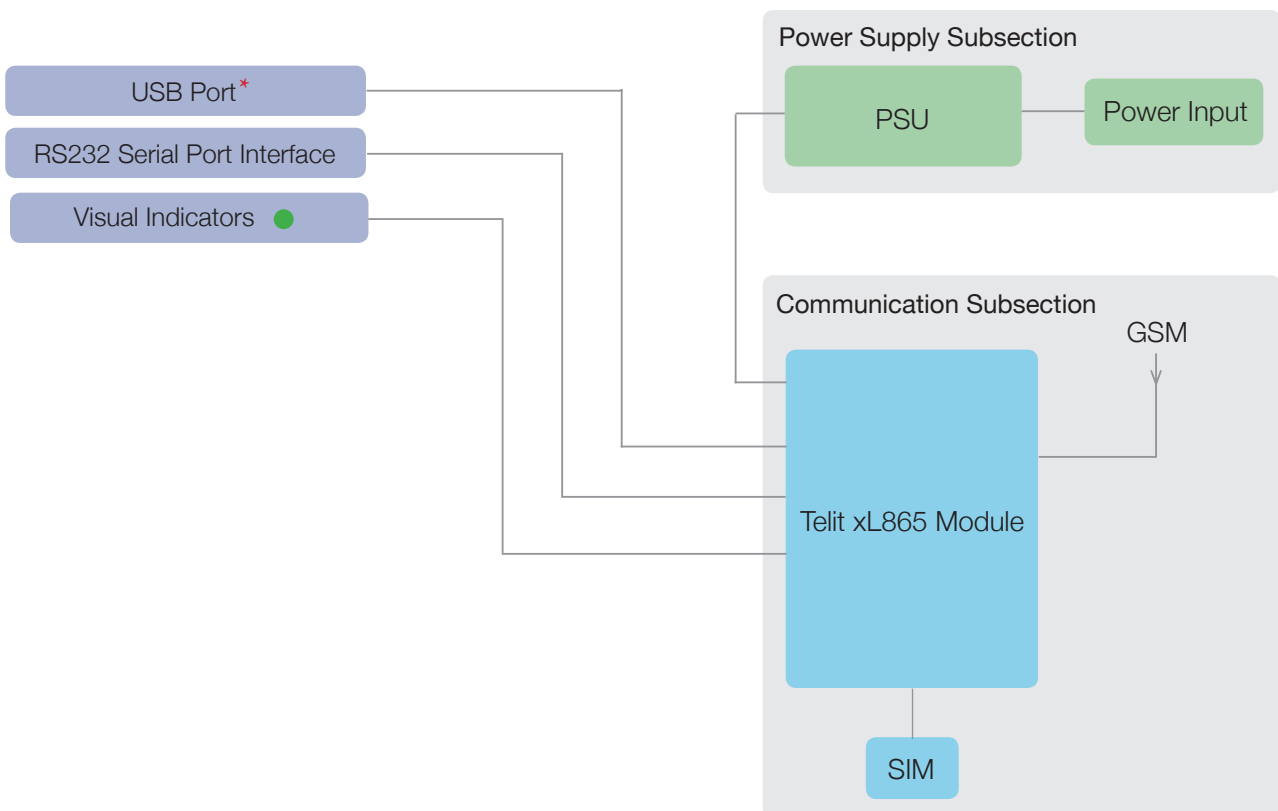 Power Supply Subsection
USB Port*
PSU
Power Input
RS232 Serial Port Interface
Visual Indicators
Communication Subsection
GSM
Telit xL865 Module
SIM